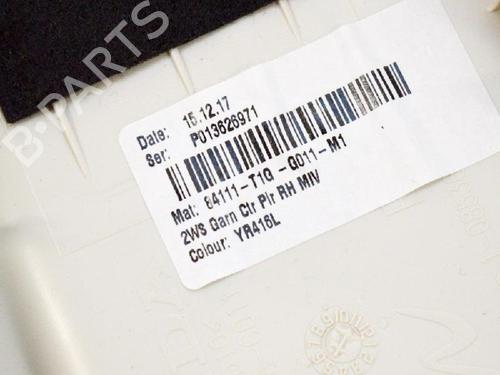 B-PARTS
Date: 15.12.17
Ser: P013626971
Mat: 84111-T1G-G011-M1
2WS Garn Ctr Plr RH MIV
Colour: YR416L